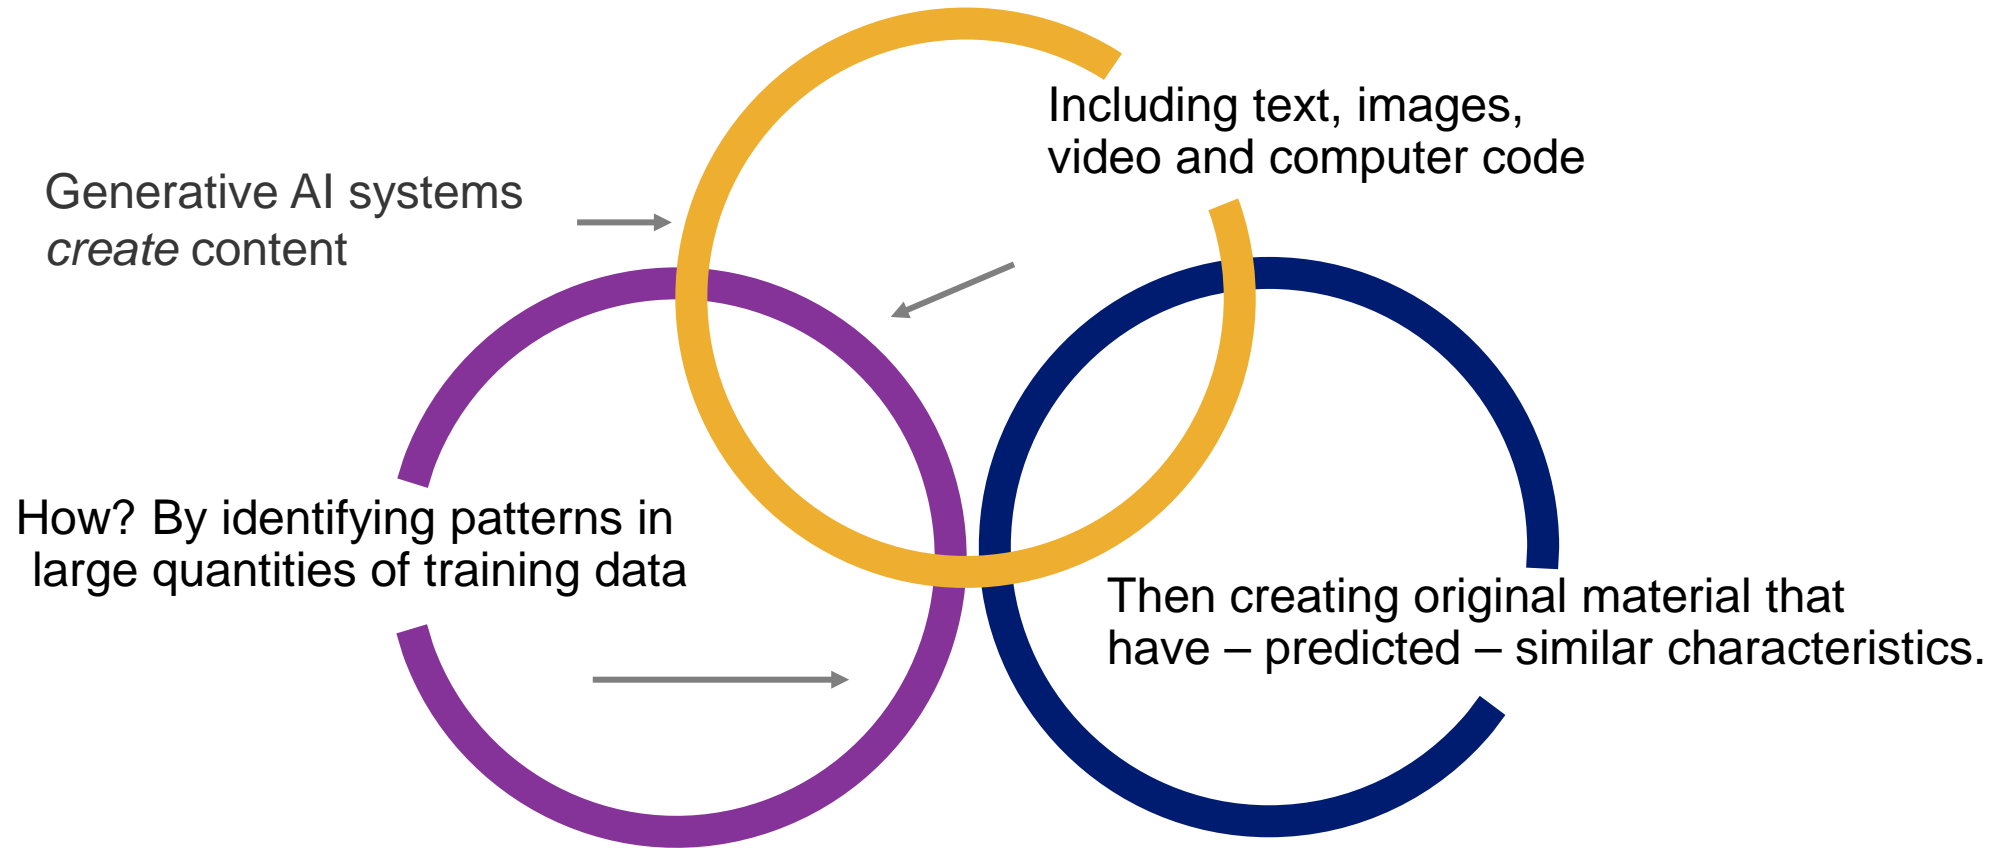 Generative AI systems
create content
Including text, images,
video and computer code
How? By identifying patterns in
large quantities of training data
Then creating original material that
have – predicted – similar characteristics.